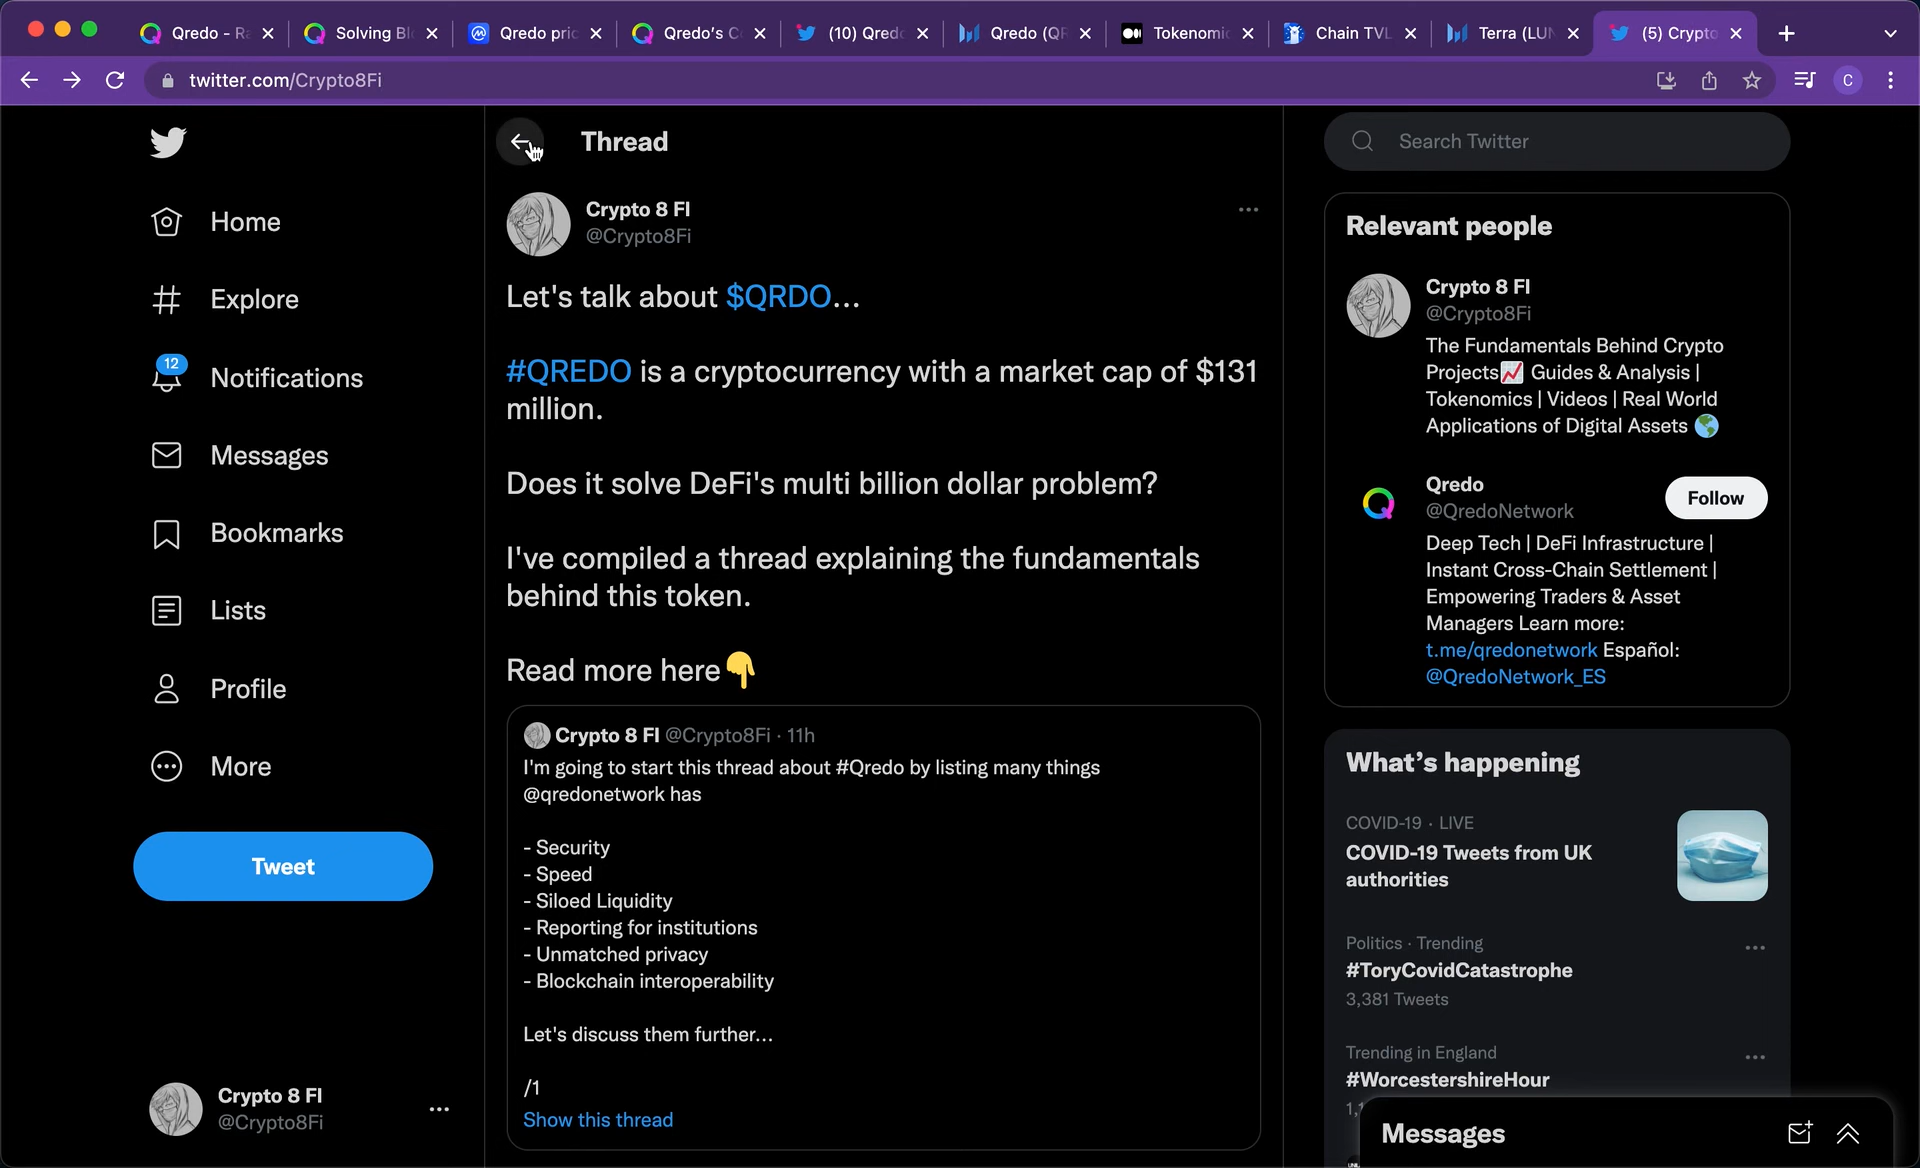 Qredo - Ra
Solving Bl
Qredo pric
Qredo's C
(10) Qredo
Qredo (QR
Tokenomic
Chain TVL
Terra (LUN
(5) Crypto
twitter.com/Crypto8Fi
C
Home
Explore
12
Notifications
Messages
Bookmarks
Lists
Profile
More
Tweet
Crypto 8 FI
@Crypto8Fi
Thread
Crypto 8 FI
@Crypto8Fi
Let's talk about $QRDO...
#QREDO is a cryptocurrency with a market cap of $131
million.
Does it solve DeFi's multi billion dollar problem?
I've compiled a thread explaining the fundamentals
behind this token.
Read more here👇
Crypto 8 FI @Crypto8Fi · 11h
I'm going to start this thread about #Qredo by listing many things
@qredonetwork has
- Security
- Speed
- Siloed Liquidity
- Reporting for institutions
- Unmatched privacy
- Blockchain interoperability
Let's discuss them further...
/1
Show this thread
Search Twitter
Relevant people
Crypto 8 FI
@Crypto8Fi
The Fundamentals Behind Crypto
Projects📈 Guides & Analysis |
Tokenomics | Videos | Real World
Applications of Digital Assets 🌎
Qredo
@QredoNetwork
Follow
Deep Tech | DeFi Infrastructure |
Instant Cross-Chain Settlement |
Empowering Traders & Asset
Managers Learn more:
t.me/qredonetwork Español:
@QredoNetwork_ES
What's happening
COVID-19 · LIVE
COVID-19 Tweets from UK
authorities
Politics · Trending
#ToryCovidCatastrophe
3,381 Tweets
Trending in England
#WorcestershireHour
Messages